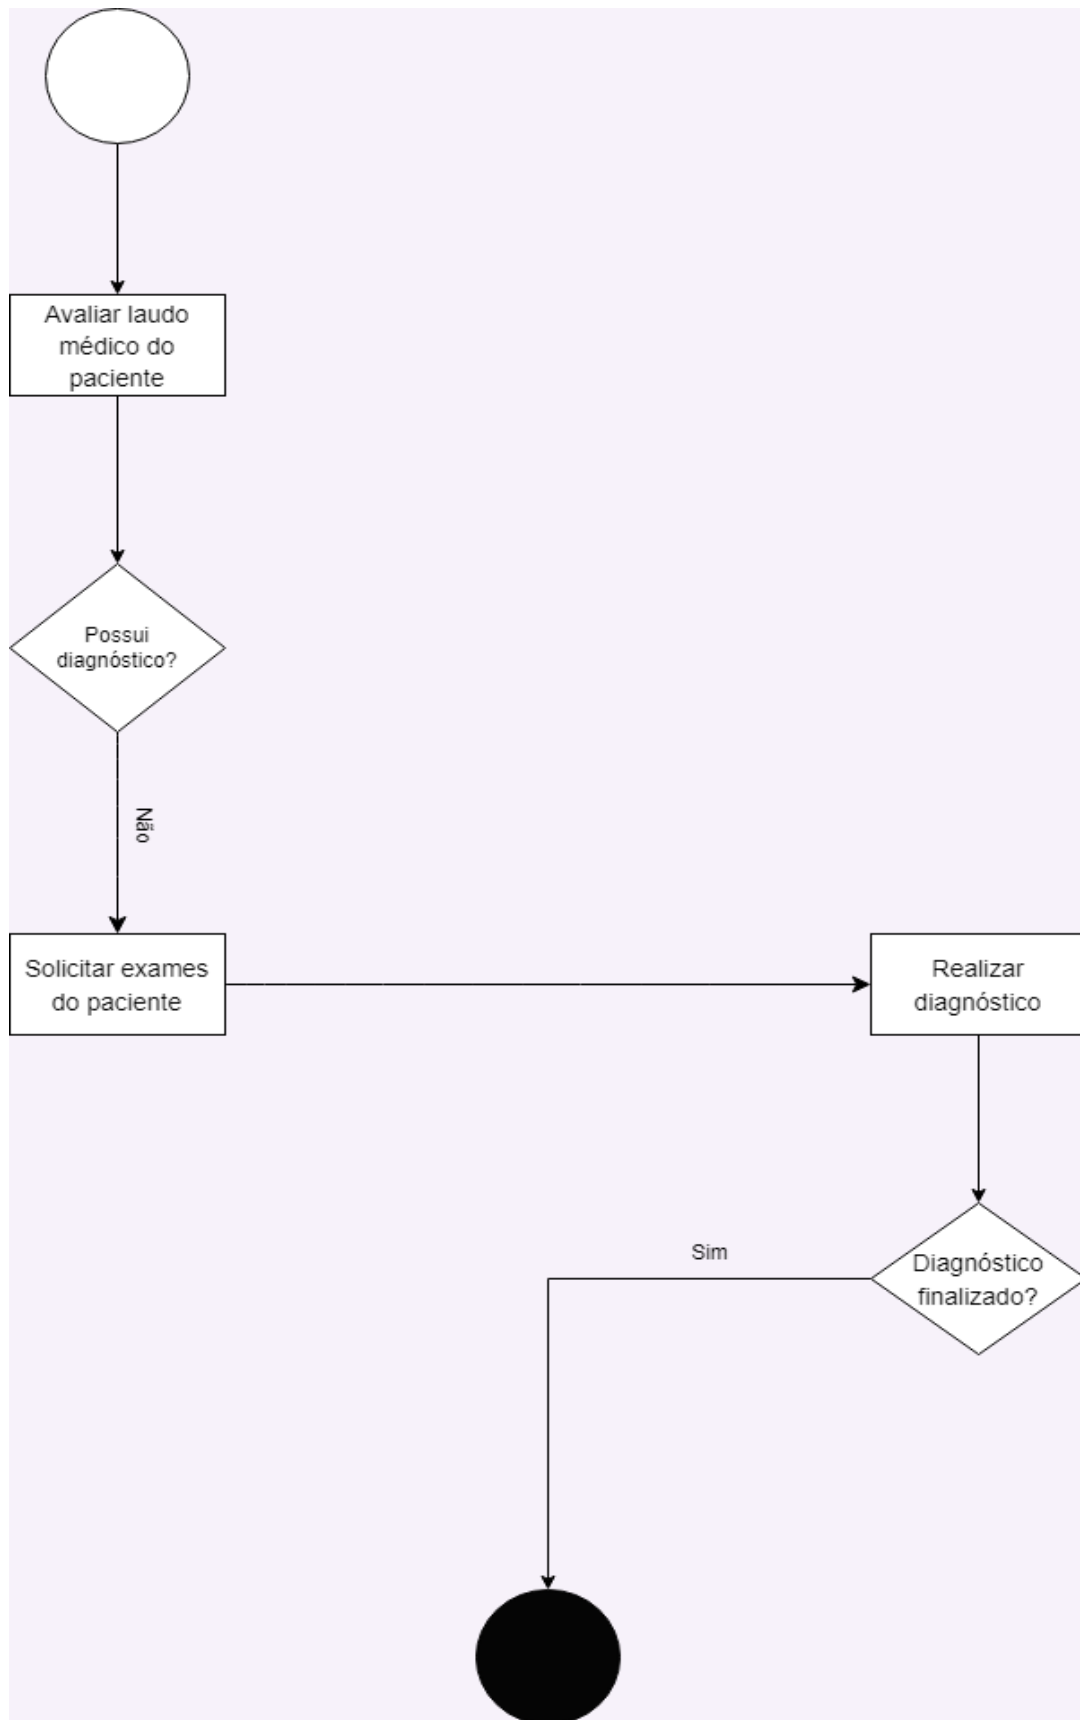 Avaliar laudo
médico do
paciente
Possui
diagnóstico?
Não
Solicitar exames
do paciente
Realizar
diagnóstico
Diagnóstico
finalizado?
Sim